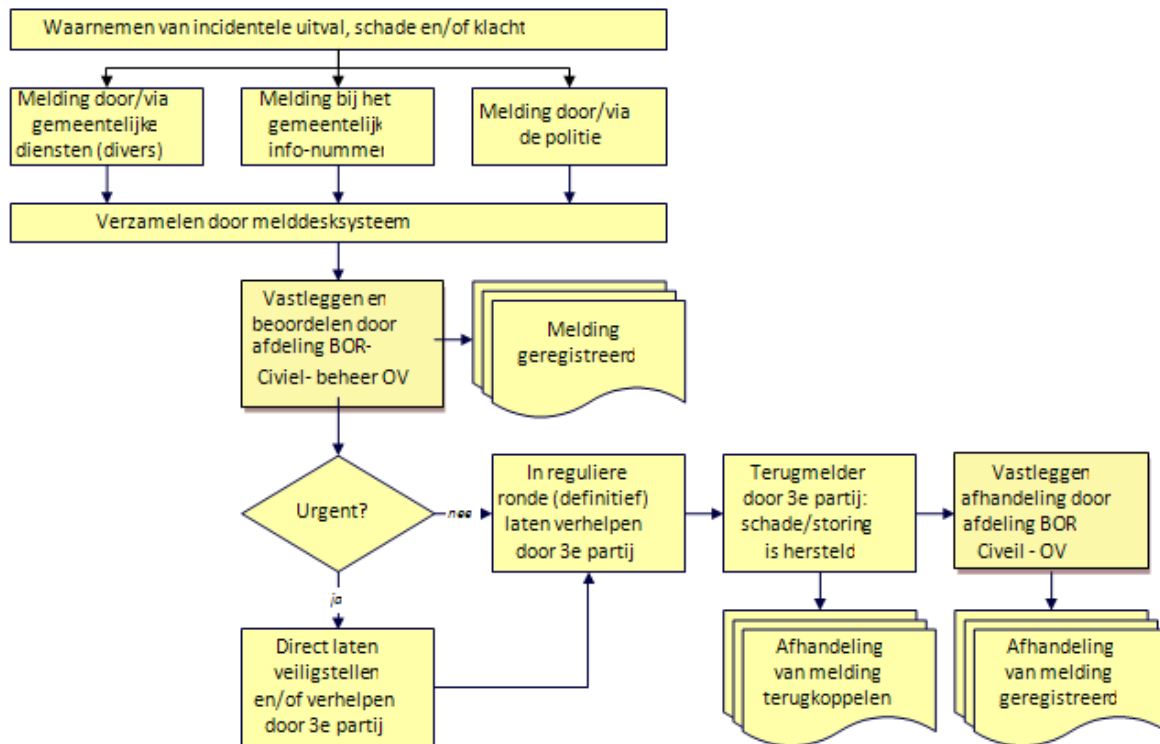 Waarnemen van incidentele uitval, schade en/of klacht
Melding door/via
gemeentelijke
diensten (divers)
Melding bij het
gemeentelijk
info-nummer
Melding door/via
de politie
Verzamelen door melddesksysteem
Vastleggen en
beoordelen door
afdeling BOR-
Civiel- beheer OV
Melding
geregistreerd
Urgent?
nee
ja
In reguliere
ronde (definitief)
laten verhelpen
door 3e partij
Terugmelder
door 3e partij:
schade/storing
is hersteld
Vastleggen
afhandeling door
afdeling BOR
Civeil - OV
Direct laten
veiligstellen
en/of verhelpen
door 3e partij
Afhandeling
van melding
terugkoppelen
Afhandeling
van melding
geregistreerd